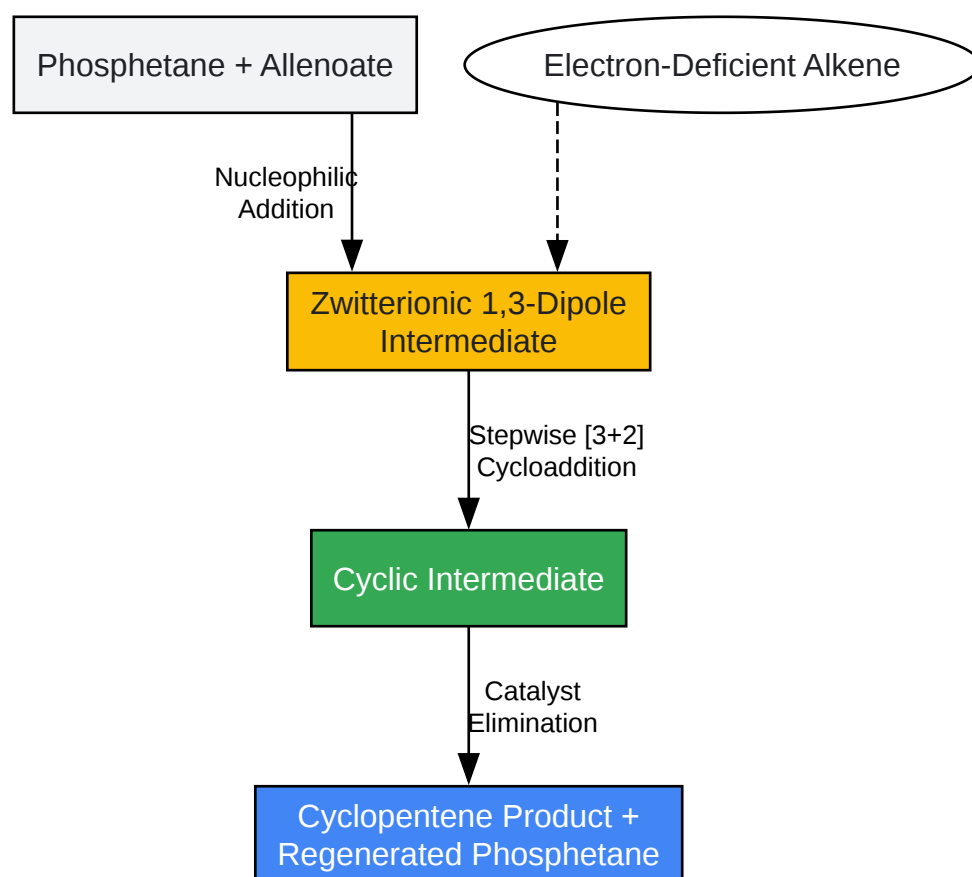 Phosphetane + Allenoate
Electron-Deficient Alkene
Nucleophilic
Addition
Zwitterionic 1,3-Dipole
Intermediate
Stepwise [3+2]
Cycloaddition
Cyclic Intermediate
Catalyst
Elimination
Cyclopentene Product +
Regenerated Phosphetane